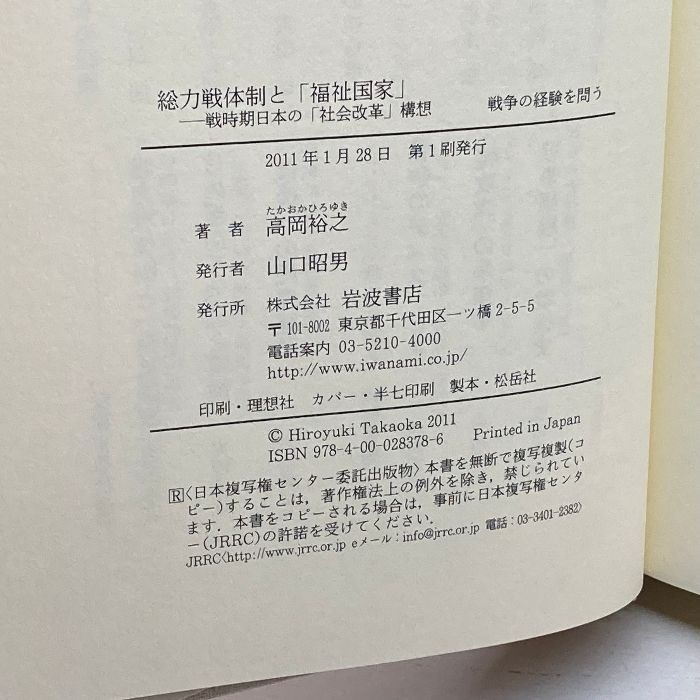 総力戦体制と「福祉国家」
──戦時期日本の「社会改革」構想　戦争の経験を問う
2011年1月28日　第1刷発行
たかおかひろゆき
著　者　高岡裕之
発行者　山口昭男
発行所　株式会社 岩波書店
〒101-8002 東京都千代田区一ツ橋2-5-5
電話案内 03-5210-4000
http://www.iwanami.co.jp/
印刷・理想社　カバー・半七印刷　製本・松岳社
© Hiroyuki Takaoka 2011
ISBN 978-4-00-028378-6　Printed in Japan
Ⓡ〈日本複写権センター委託出版物〉本書を無断で複写複製(コ
ピー)することは，著作権法上の例外を除き，禁じられてい
ます．本書をコピーされる場合は，事前に日本複写権センタ
ー(JRRC)の許諾を受けてください．
JRRC〈http://www.jrrc.or.jp eメール：info@jrrc.or.jp 電話：03-3401-2382〉